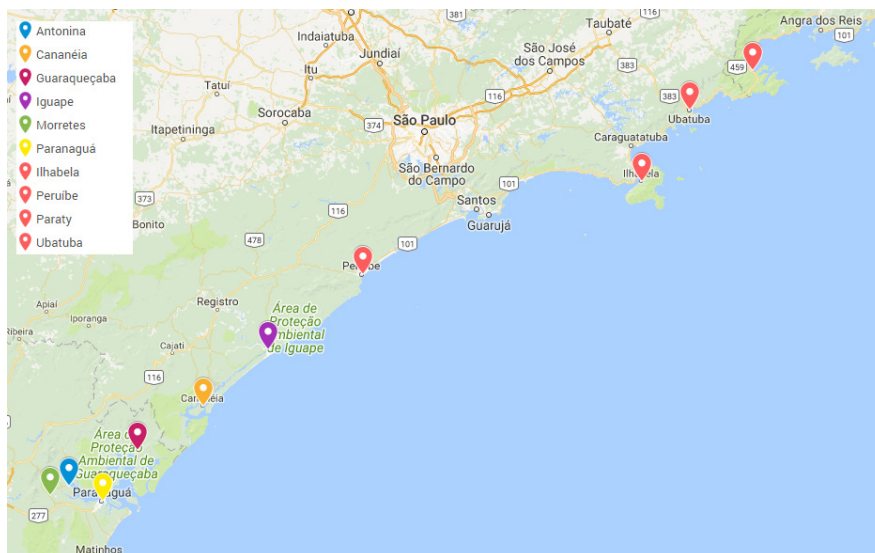 Antonina
Cananéia
Guaraqueçaba
Iguape
Morretes
Paranaguá
Ilhabela
Peruíbe
Paraty
Ubatuba
381
Taubaté
116
Angra dos Reis
101
Indaiatuba
Jundiaí
São José
dos Campos
459
383
Itu
Tatuí
116
383
Sorocaba
Ubatuba
Itapetininga
374
São Paulo
Caraguatatuba
São Bernardo
do Campo
Ilhabela
373
101
Santos
116
Guarujá
Bonito
478
101
Registro
Área de
Proteção
Ambiental
de Iguape
Apiaí
Iporanga
Ribeira
Cajati
116
Área de
Proteção
Ambiental de
Guaraqueçaba
277
Matinhos